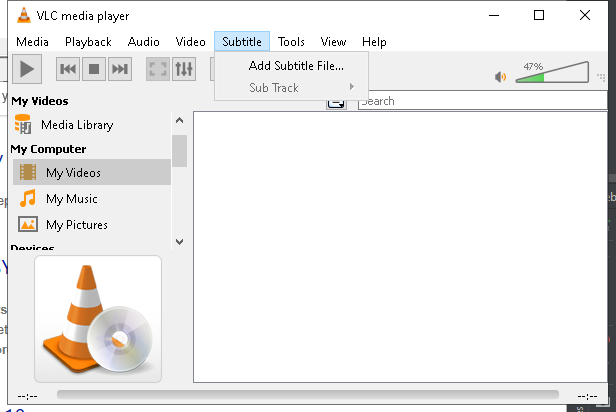 VLC media player
Media Playback Audio Video Subtitle Tools View Help
Add Subtitle File...
Sub Track
47%
Search
My Videos
Media Library
My Computer
My Videos
My Music
My Pictures
Devices
--:-- --:--